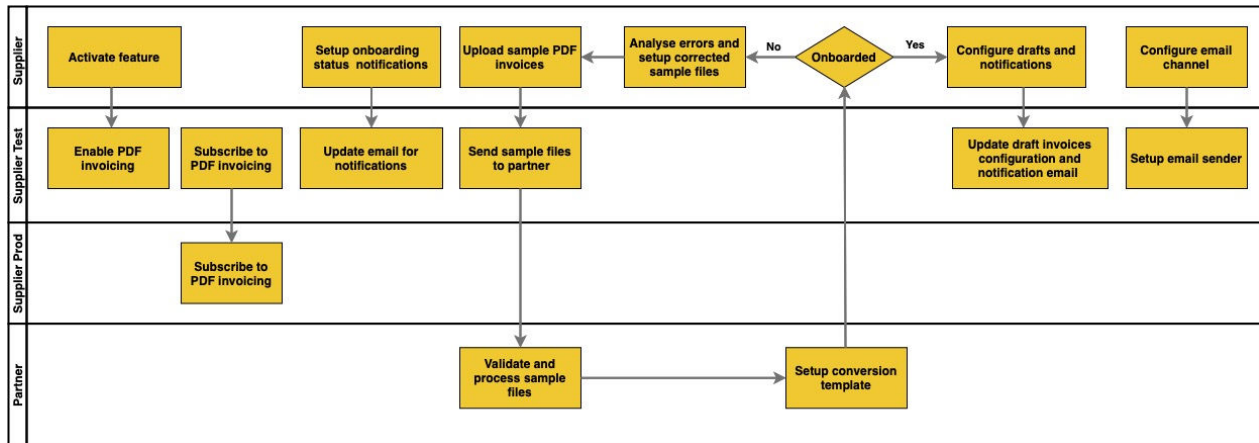 Supplier
Activate feature
Setup onboarding
status notifications
Upload sample PDF
invoices
Analyse errors and
setup corrected
sample files
No
Onboarded
Yes
Configure drafts and
notifications
Configure email
channel
Supplier Test
Enable PDF
invoicing
Subscribe to
PDF invoicing
Update email for
notifications
Send sample files
to partner
Update draft invoices
configuration and
notification email
Setup email sender
Supplier Prod
Subscribe to
PDF invoicing
Partner
Validate and
process sample
files
Setup conversion
template